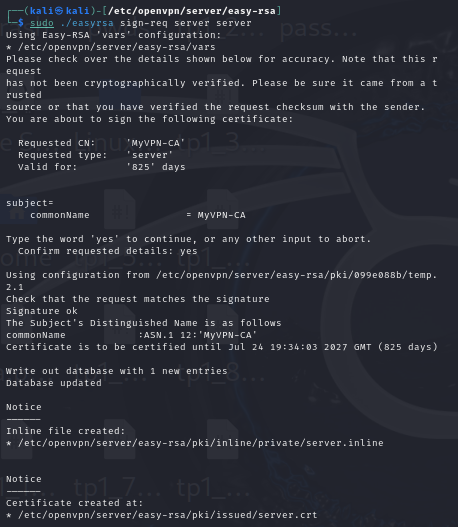 ┌──(kali㉿kali)-[/etc/openvpn/server/easy-rsa]
└─$ sudo ./easyrsa sign-req server server
Using Easy-RSA 'vars' configuration:
* /etc/openvpn/server/easy-rsa/vars
Please check over the details shown below for accuracy. Note that this r
equest
has not been cryptographically verified. Please be sure it came from a t
rusted
source or that you have verified the request checksum with the sender.
You are about to sign the following certificate:
Requested CN:     'MyVPN-CA'
Requested type:   'server'
Valid for:        '825' days
subject=
commonName                = MyVPN-CA
Type the word 'yes' to continue, or any other input to abort.
Confirm requested details: yes
Using configuration from /etc/openvpn/server/easy-rsa/pki/099e088b/temp.
2.1
Check that the request matches the signature
Signature ok
The Subject's Distinguished Name is as follows
commonName            :ASN.1 12:'MyVPN-CA'
Certificate is to be certified until Jul 24 19:34:03 2027 GMT (825 days)
Write out database with 1 new entries
Database updated
Notice
------
Inline file created:
* /etc/openvpn/server/easy-rsa/pki/inline/private/server.inline
Notice
------
Certificate created at:
* /etc/openvpn/server/easy-rsa/pki/issued/server.crt